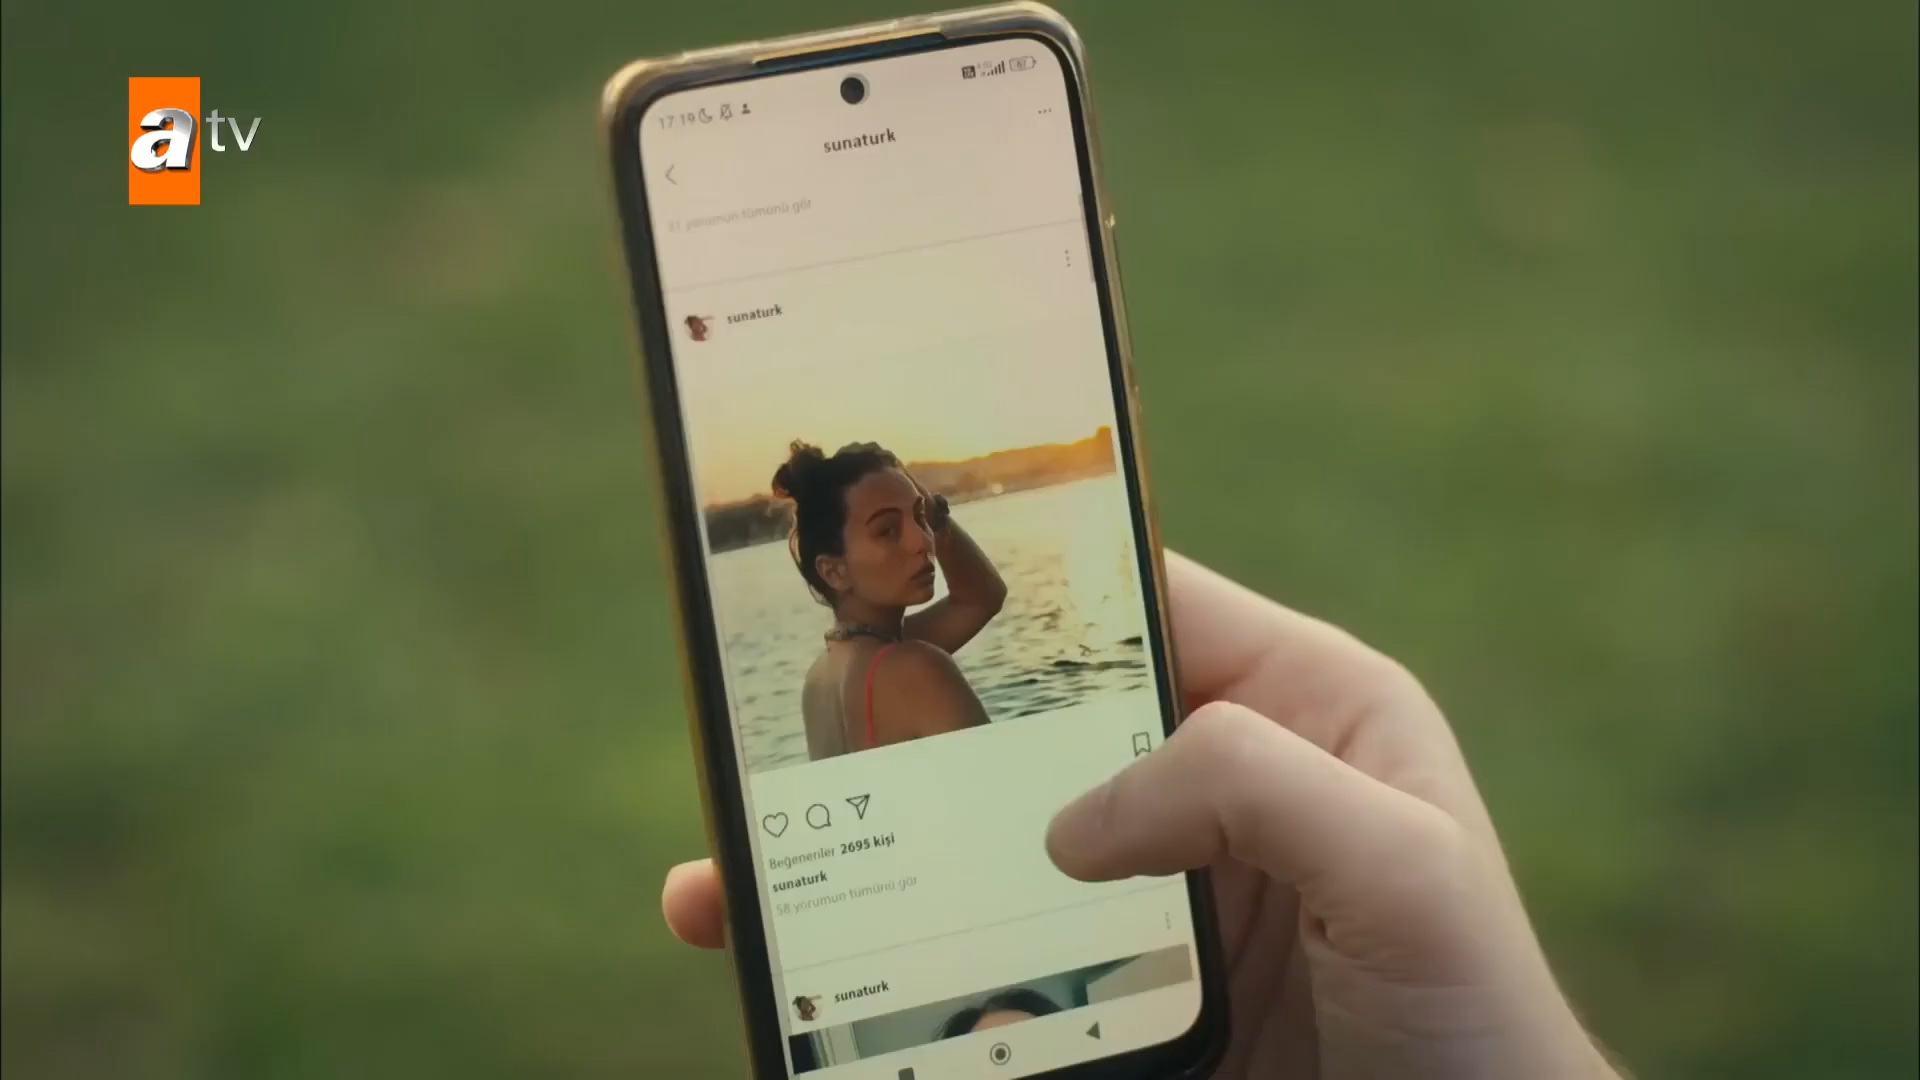 atv
17:19
sunaturk
31 yorumun tümünü gör
sunaturk
Beğenenler 2695 kişi
sunaturk
58 yorumun tümünü gör
sunaturk